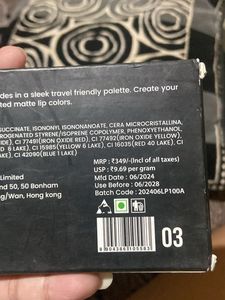 des in a sleek travel friendly palette. Create your
ted matte lip colors.
SUCCINATE, ISONONYL ISONONANOATE, CERA MICROCRISTALLINA,
ROGENATED STYRENE/ISOPRENE COPOLYMER, PHENOXYETHANOL,
CI 77491(IRON OXIDE RED), CI 77492(IRON OXIDE YELLOW),
6 LAKE), CI 15985(YELLOW 6 LAKE), CI 16035(RED 40 LAKE), CI
CI 42090(BLUE 1 LAKE)
MRP : ₹349/-(Incl of all taxes)
USP : ₹9.69 per gram
Limited
Mfd Date : 06/2024
nd 50, 50 Bonham
Use Before : 06/2028
g/Wan, Hong kong
Batch Code : 202406LP100A
03